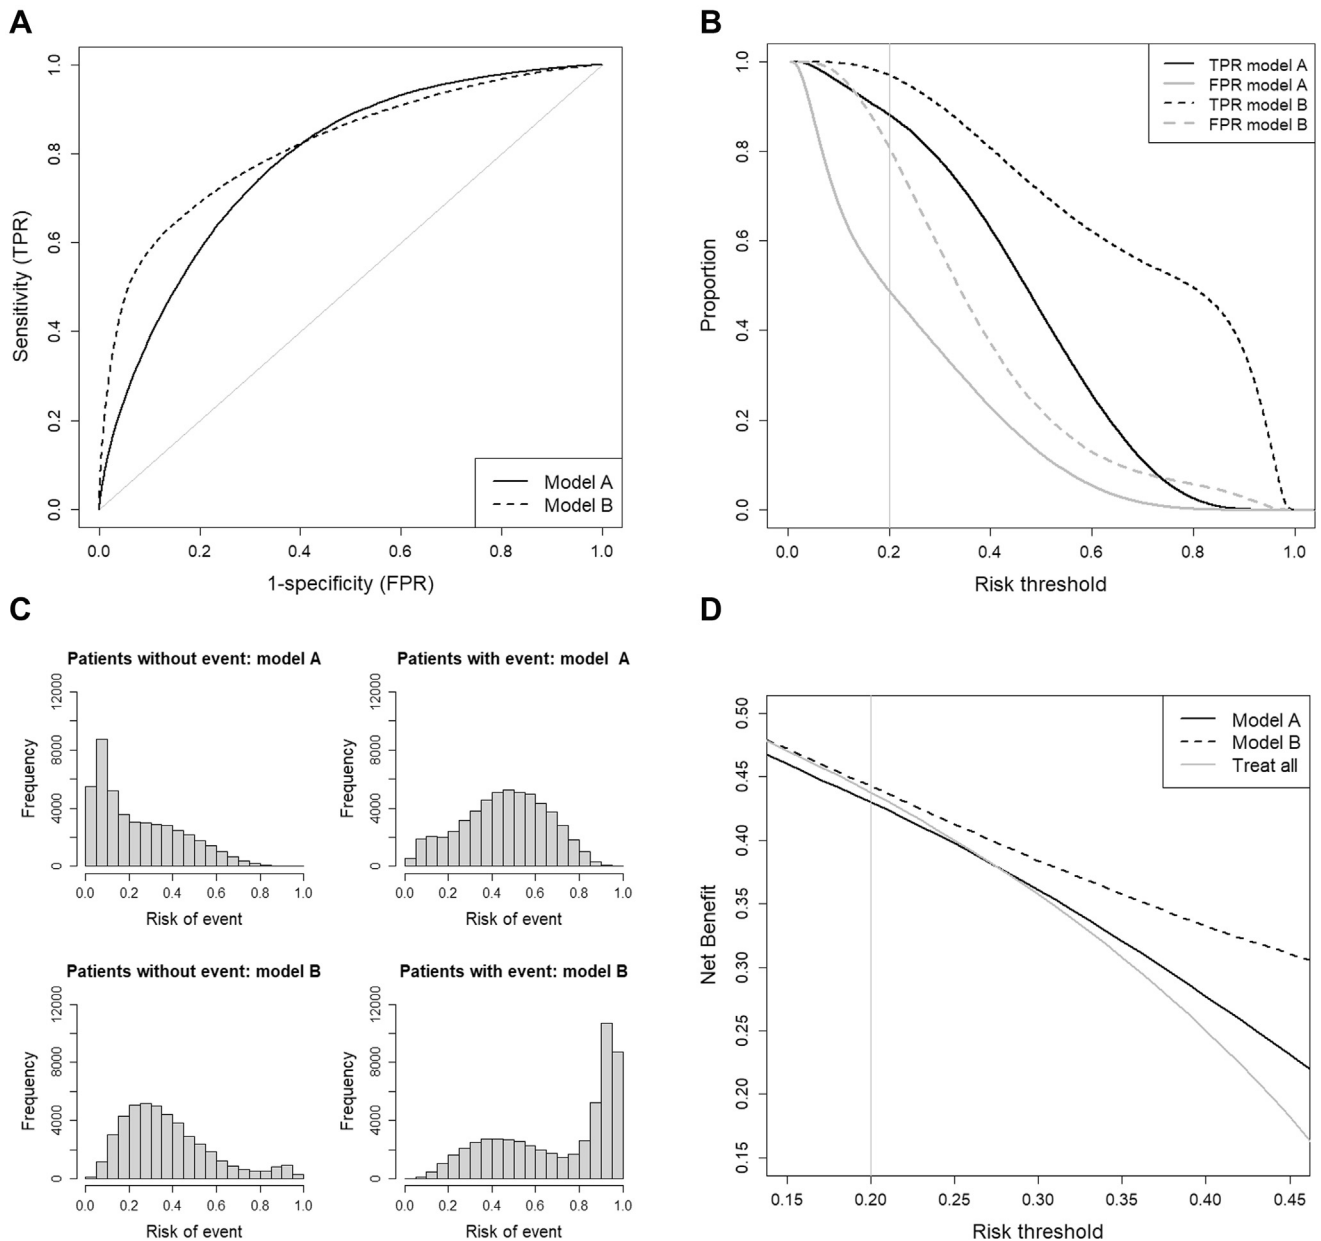 A
1.0
0.8
0.6
0.4
0.2
0.0
Sensitivity (TPR)
Model A
Model B
0.0 0.2 0.4 0.6 0.8 1.0
1-specificity (FPR)
B
1.0
0.8
0.6
0.4
0.2
0.0
Proportion
TPR model A
FPR model A
TPR model B
FPR model B
0.0 0.2 0.4 0.6 0.8 1.0
Risk threshold
C
Patients without event: model A
12000
8000
4000
0
Frequency
0.0 0.2 0.4 0.6 0.8 1.0
Risk of event
Patients with event: model A
12000
8000
4000
0
Frequency
0.0 0.2 0.4 0.6 0.8 1.0
Risk of event
Patients without event: model B
12000
8000
4000
0
Frequency
0.0 0.2 0.4 0.6 0.8 1.0
Risk of event
Patients with event: model B
12000
8000
4000
0
Frequency
0.0 0.2 0.4 0.6 0.8 1.0
Risk of event
D
0.50
0.45
0.40
0.35
0.30
0.25
0.20
0.15
Net Benefit
Model A
Model B
Treat all
0.15 0.20 0.25 0.30 0.35 0.40 0.45
Risk threshold